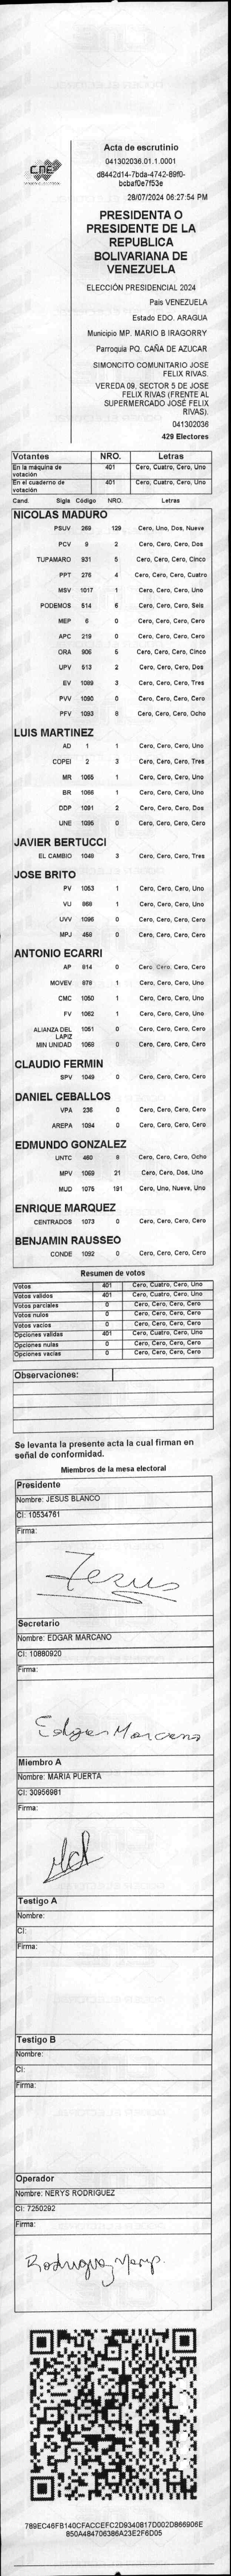 CNE
Acta de escrutinio
041302036.01.1.0001
d8442d14-7bda-4742-89f0-
bcbaf0e7f53e
28/07/2024 06:27:54 PM
PRESIDENTA O
PRESIDENTE DE LA
REPUBLICA
BOLIVARIANA DE
VENEZUELA
ELECCIÓN PRESIDENCIAL 2024
País VENEZUELA
Estado EDO. ARAGUA
Municipio MP. MARIO B IRAGORRY
Parroquia PQ. CAÑA DE AZUCAR
SIMONCITO COMUNITARIO JOSE
FELIX RIVAS.
VEREDA 09, SECTOR 5 DE JOSE
FELIX RIVAS (FRENTE AL
SUPERMERCADO JOSÉ FELIX
RIVAS).
041302036
429 Electores
Votantes NRO. Letras
En la máquina de votación 401 Cero, Cuatro, Cero, Uno
En el cuaderno de votación 401 Cero, Cuatro, Cero, Uno
Cand. Sigla Código NRO. Letras
NICOLAS MADURO
PSUV 269 129 Cero, Uno, Dos, Nueve
PCV 9 2 Cero, Cero, Cero, Dos
TUPAMARO 931 5 Cero, Cero, Cero, Cinco
PPT 276 4 Cero, Cero, Cero, Cuatro
MSV 1017 1 Cero, Cero, Cero, Uno
PODEMOS 514 6 Cero, Cero, Cero, Seis
MEP 6 0 Cero, Cero, Cero, Cero
APC 219 0 Cero, Cero, Cero, Cero
ORA 906 5 Cero, Cero, Cero, Cinco
UPV 513 2 Cero, Cero, Cero, Dos
EV 1089 3 Cero, Cero, Cero, Tres
PVV 1090 0 Cero, Cero, Cero, Cero
PFV 1093 8 Cero, Cero, Cero, Ocho
LUIS MARTINEZ
AD 1 1 Cero, Cero, Cero, Uno
COPEI 2 3 Cero, Cero, Cero, Tres
MR 1065 1 Cero, Cero, Cero, Uno
BR 1066 1 Cero, Cero, Cero, Uno
DDP 1091 2 Cero, Cero, Cero, Dos
UNE 1095 0 Cero, Cero, Cero, Cero
JAVIER BERTUCCI
EL CAMBIO 1048 3 Cero, Cero, Cero, Tres
JOSE BRITO
PV 1053 1 Cero, Cero, Cero, Uno
VU 868 1 Cero, Cero, Cero, Uno
UVV 1096 0 Cero, Cero, Cero, Cero
MPJ 458 0 Cero, Cero, Cero, Cero
ANTONIO ECARRI
AP 814 0 Cero, Cero, Cero, Cero
MOVEV 878 1 Cero, Cero, Cero, Uno
CMC 1050 1 Cero, Cero, Cero, Uno
FV 1062 1 Cero, Cero, Cero, Uno
ALIANZA DEL LAPIZ 1051 0 Cero, Cero, Cero, Cero
MIN UNIDAD 1068 0 Cero, Cero, Cero, Cero
CLAUDIO FERMIN
SPV 1049 0 Cero, Cero, Cero, Cero
DANIEL CEBALLOS
VPA 236 0 Cero, Cero, Cero, Cero
AREPA 1094 0 Cero, Cero, Cero, Cero
EDMUNDO GONZALEZ
UNTC 460 8 Cero, Cero, Cero, Ocho
MPV 1069 21 Cero, Cero, Dos, Uno
MUD 1075 191 Cero, Uno, Nueve, Uno
ENRIQUE MARQUEZ
CENTRADOS 1073 0 Cero, Cero, Cero, Cero
BENJAMIN RAUSSEO
CONDE 1092 0 Cero, Cero, Cero, Cero
Resumen de votos
Votos 401 Cero, Cuatro, Cero, Uno
Votos validos 401 Cero, Cuatro, Cero, Uno
Votos parciales 0 Cero, Cero, Cero, Cero
Votos nulos 0 Cero, Cero, Cero, Cero
Votos vacios 0 Cero, Cero, Cero, Cero
Opciones validas 401 Cero, Cuatro, Cero, Uno
Opciones nulas 0 Cero, Cero, Cero, Cero
Opciones vacias 0 Cero, Cero, Cero, Cero
Observaciones:
Se levanta la presente acta la cual firman en
señal de conformidad.
Miembros de la mesa electoral
Presidente
Nombre: JESUS BLANCO
CI: 10534761
Firma:
Jesus
Secretario
Nombre: EDGAR MARCANO
CI: 10880920
Firma:
Edgar Marcano
Miembro A
Nombre: MARIA PUERTA
CI: 30956961
Firma:
Testigo A
Nombre:
CI:
Firma:
Testigo B
Nombre:
CI:
Firma:
Operador
Nombre: NERYS RODRIGUEZ
CI: 7250292
Firma:
Rodriguez Nerys.
789EC46FB140CFACCEFC2D9340817D002D866906E
850A484706386A23E2F6D05